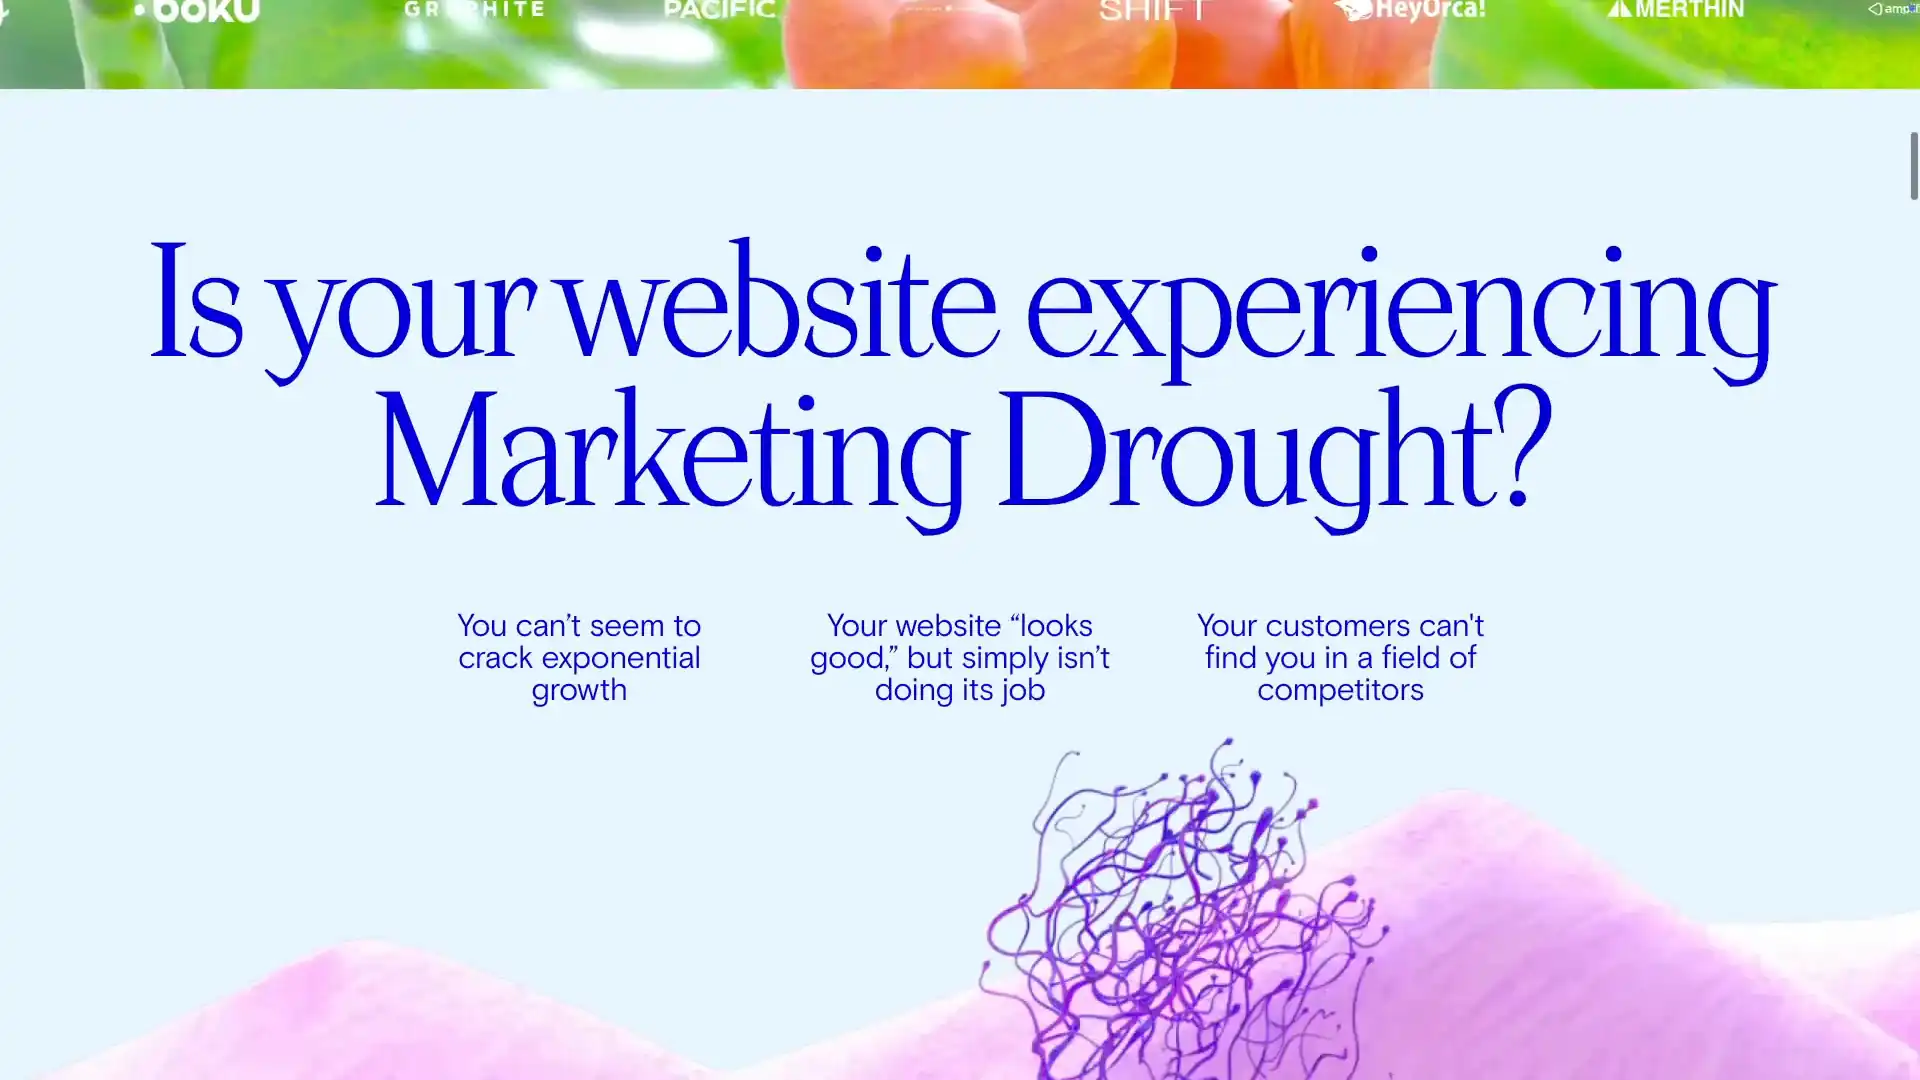 boku
GRAPHITE
PACIFIC
SHIFT
HeyOrca!
MERTHIN
Is your website experiencing
Marketing Drought?
You can’t seem to
crack exponential
growth
Your website “looks
good,” but simply isn’t
doing its job
Your customers can't
find you in a field of
competitors